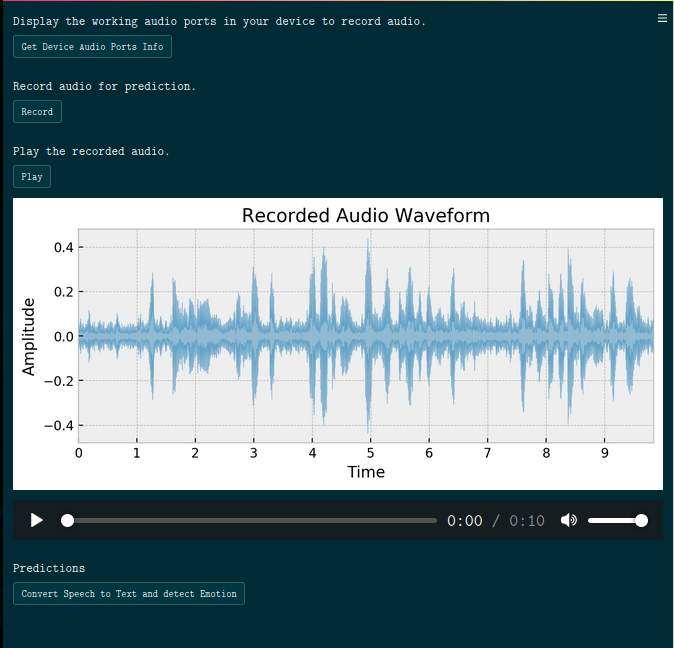 Display the working audio ports in your device to record audio.
Get Device Audio Ports Info
Record audio for prediction.
Record
Play the recorded audio.
Play
Recorded Audio Waveform
Amplitude
0.4
0.2
0.0
−0.2
−0.4
0 1 2 3 4 5 6 7 8 9
Time
0:00 / 0:10
Predictions
Convert Speech to Text and detect Emotion